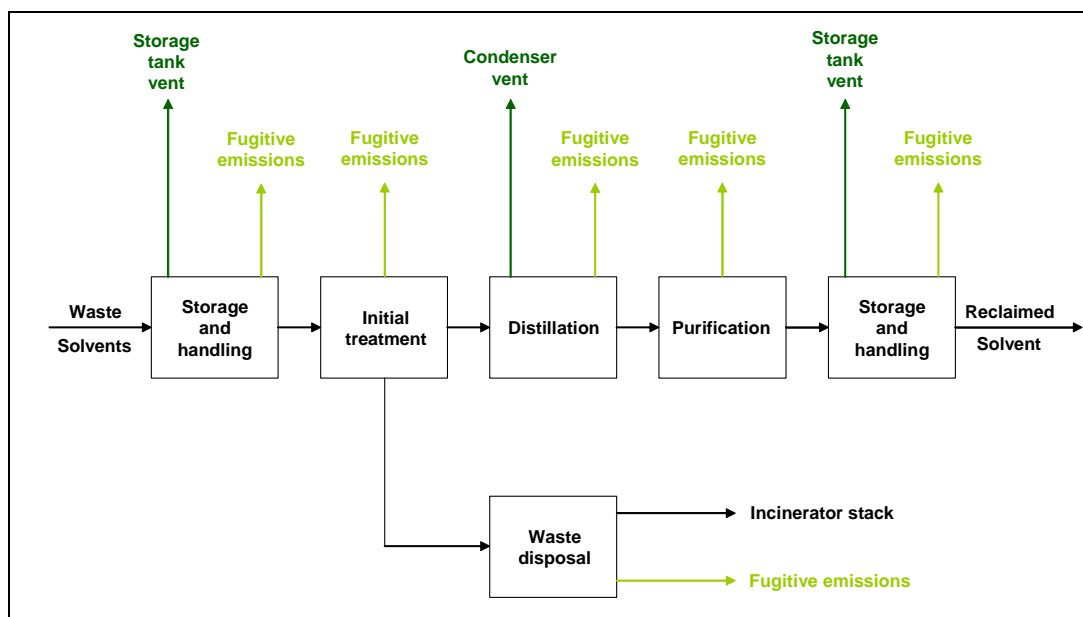 Storage
tank
vent
Condenser
vent
Storage
tank
vent
Fugitive
emissions
Fugitive
emissions
Fugitive
emissions
Fugitive
emissions
Fugitive
emissions
Waste
Solvents
Storage
and
handling
Initial
treatment
Distillation
Purification
Storage
and
handling
Reclaimed
Solvent
Waste
disposal
Incinerator stack
Fugitive emissions